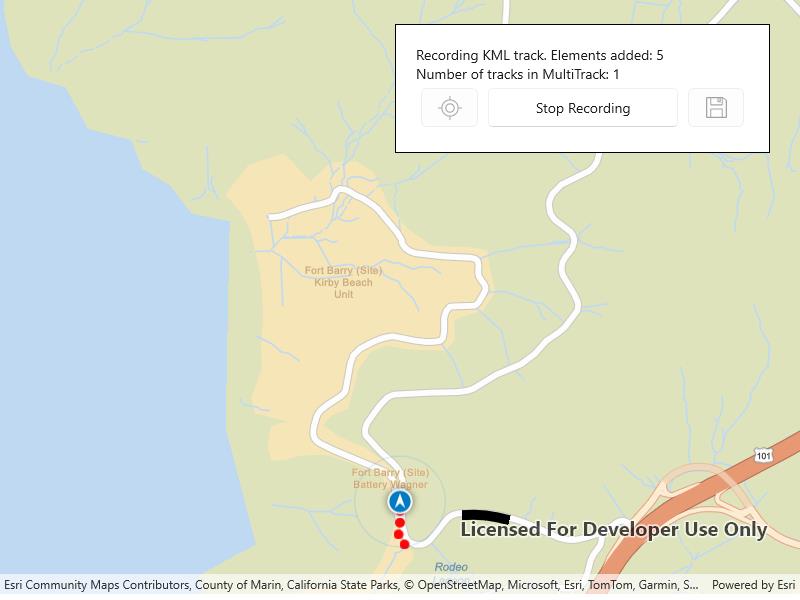 Recording KML track. Elements added: 5
Number of tracks in MultiTrack: 1
Stop Recording
Fort Barry (Site)
Kirby Beach
Unit
101
Fort Barry (Site)
Battery Wagner
Licensed For Developer Use Only
Rodeo
Esri Community Maps Contributors, County of Marin, California State Parks, © OpenStreetMap, Microsoft, Esri, TomTom, Garmin, S... Powered by Esri